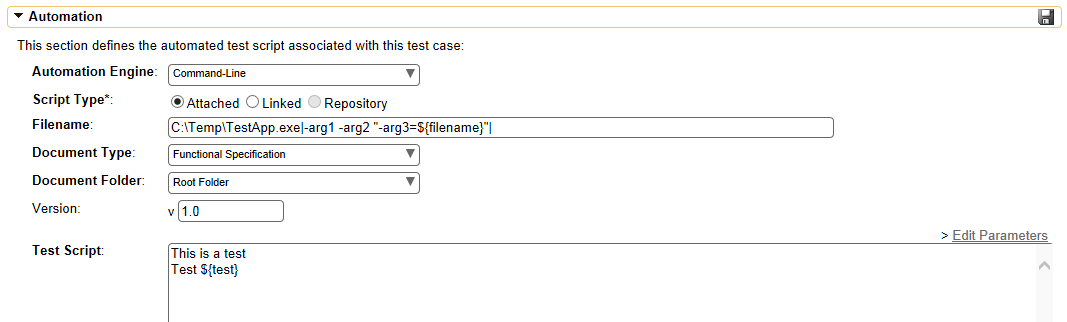 Automation
This section defines the automated test script associated with this test case:
Automation Engine: Command-Line
Script Type*: Attached Linked Repository
Filename: C:\Temp\TestApp.exe|-arg1 -arg2 "-arg3=${filename}"|
Document Type: Functional Specification
Document Folder: Root Folder
Version: v 1.0
> Edit Parameters
Test Script: This is a test
Test ${test}